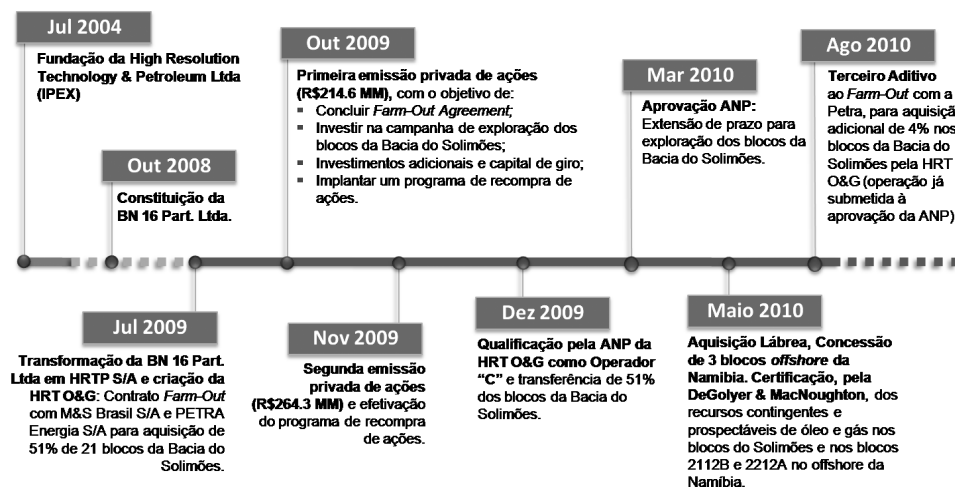 Jul 2004
Fundação da High Resolution
Technology & Petroleum Ltda
(IPEX)
Out 2008
Constituição da
BN 16 Part. Ltda.
Jul 2009
Transformação da BN 16 Part.
Ltda em HRTP S/A e criação da
HRT O&G: Contrato Farm-Out
com M&S Brasil S/A e PETRA
Energia S/A para aquisição de
51% de 21 blocos da Bacia do
Solimões.
Out 2009
Primeira emissão privada de ações
(R$214.6 MM), com o objetivo de:
▪ Concluir Farm-Out Agreement;
▪ Investir na campanha de exploração dos
blocos da Bacia do Solimões;
▪ Investimentos adicionais e capital de giro;
▪ Implantar um programa de recompra de
ações.
Nov 2009
Segunda emissão
privada de ações
(R$264.3 MM) e efetivação
do programa de recompra
de ações.
Dez 2009
Qualificação pela ANP da
HRT O&G como Operador
“C” e transferência de 51%
dos blocos da Bacia do
Solimões.
Mar 2010
Aprovação ANP:
Extensão de prazo para
exploração dos blocos da
Bacia do Solimões.
Maio 2010
Aquisição Lábrea, Concessão
de 3 blocos offshore da
Namibia. Certificação, pela
DeGolyer & MacNoughton, dos
recursos contingentes e
prospectáveis de óleo e gás nos
blocos do Solimões e nos blocos
2112B e 2212A no offshore da
Namíbia.
Ago 2010
Terceiro Aditivo
ao Farm-Out com a
Petra, para aquisiçã
adicional de 4% nos
blocos da Bacia do
Solimões pela HRT
O&G (operação já
submetida à
aprovação da ANP)